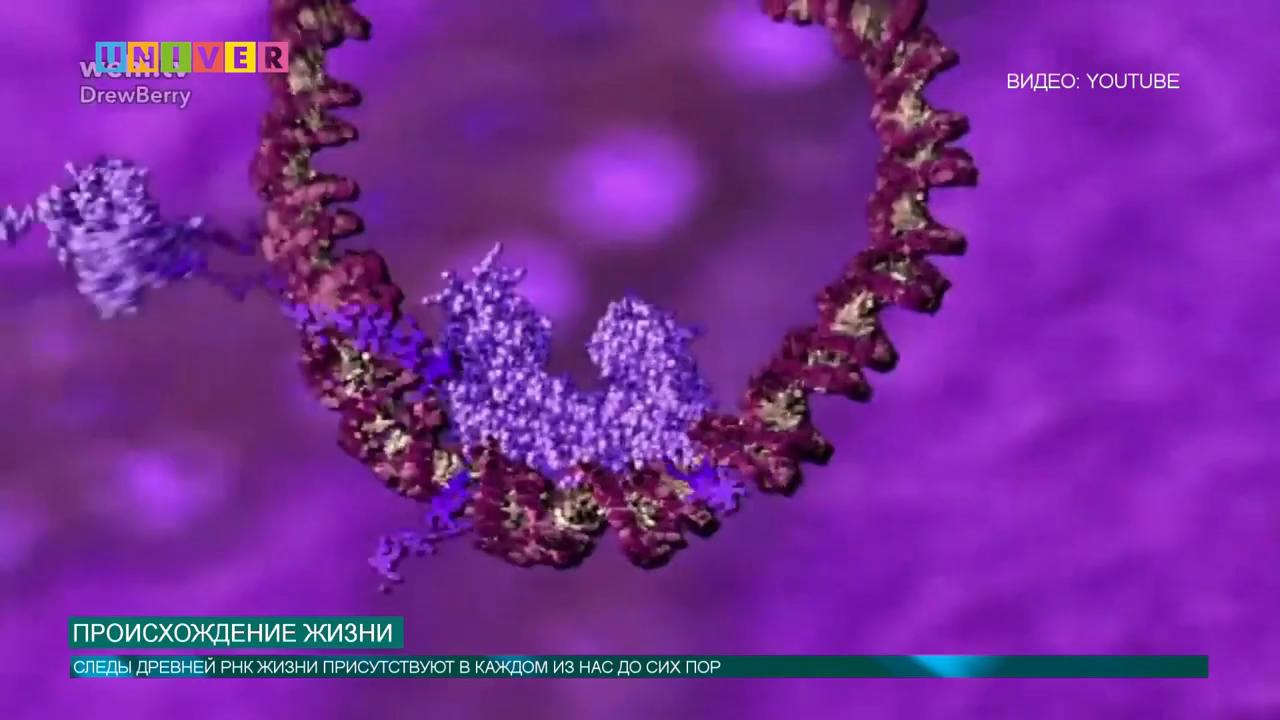 UNIVER
wehi.tv
DrewBerry
ВИДЕО: YOUTUBE
ПРОИСХОЖДЕНИЕ ЖИЗНИ
СЛЕДЫ ДРЕВНЕЙ РНК ЖИЗНИ ПРИСУТСТВУЮТ В КАЖДОМ ИЗ НАС ДО СИХ ПОР